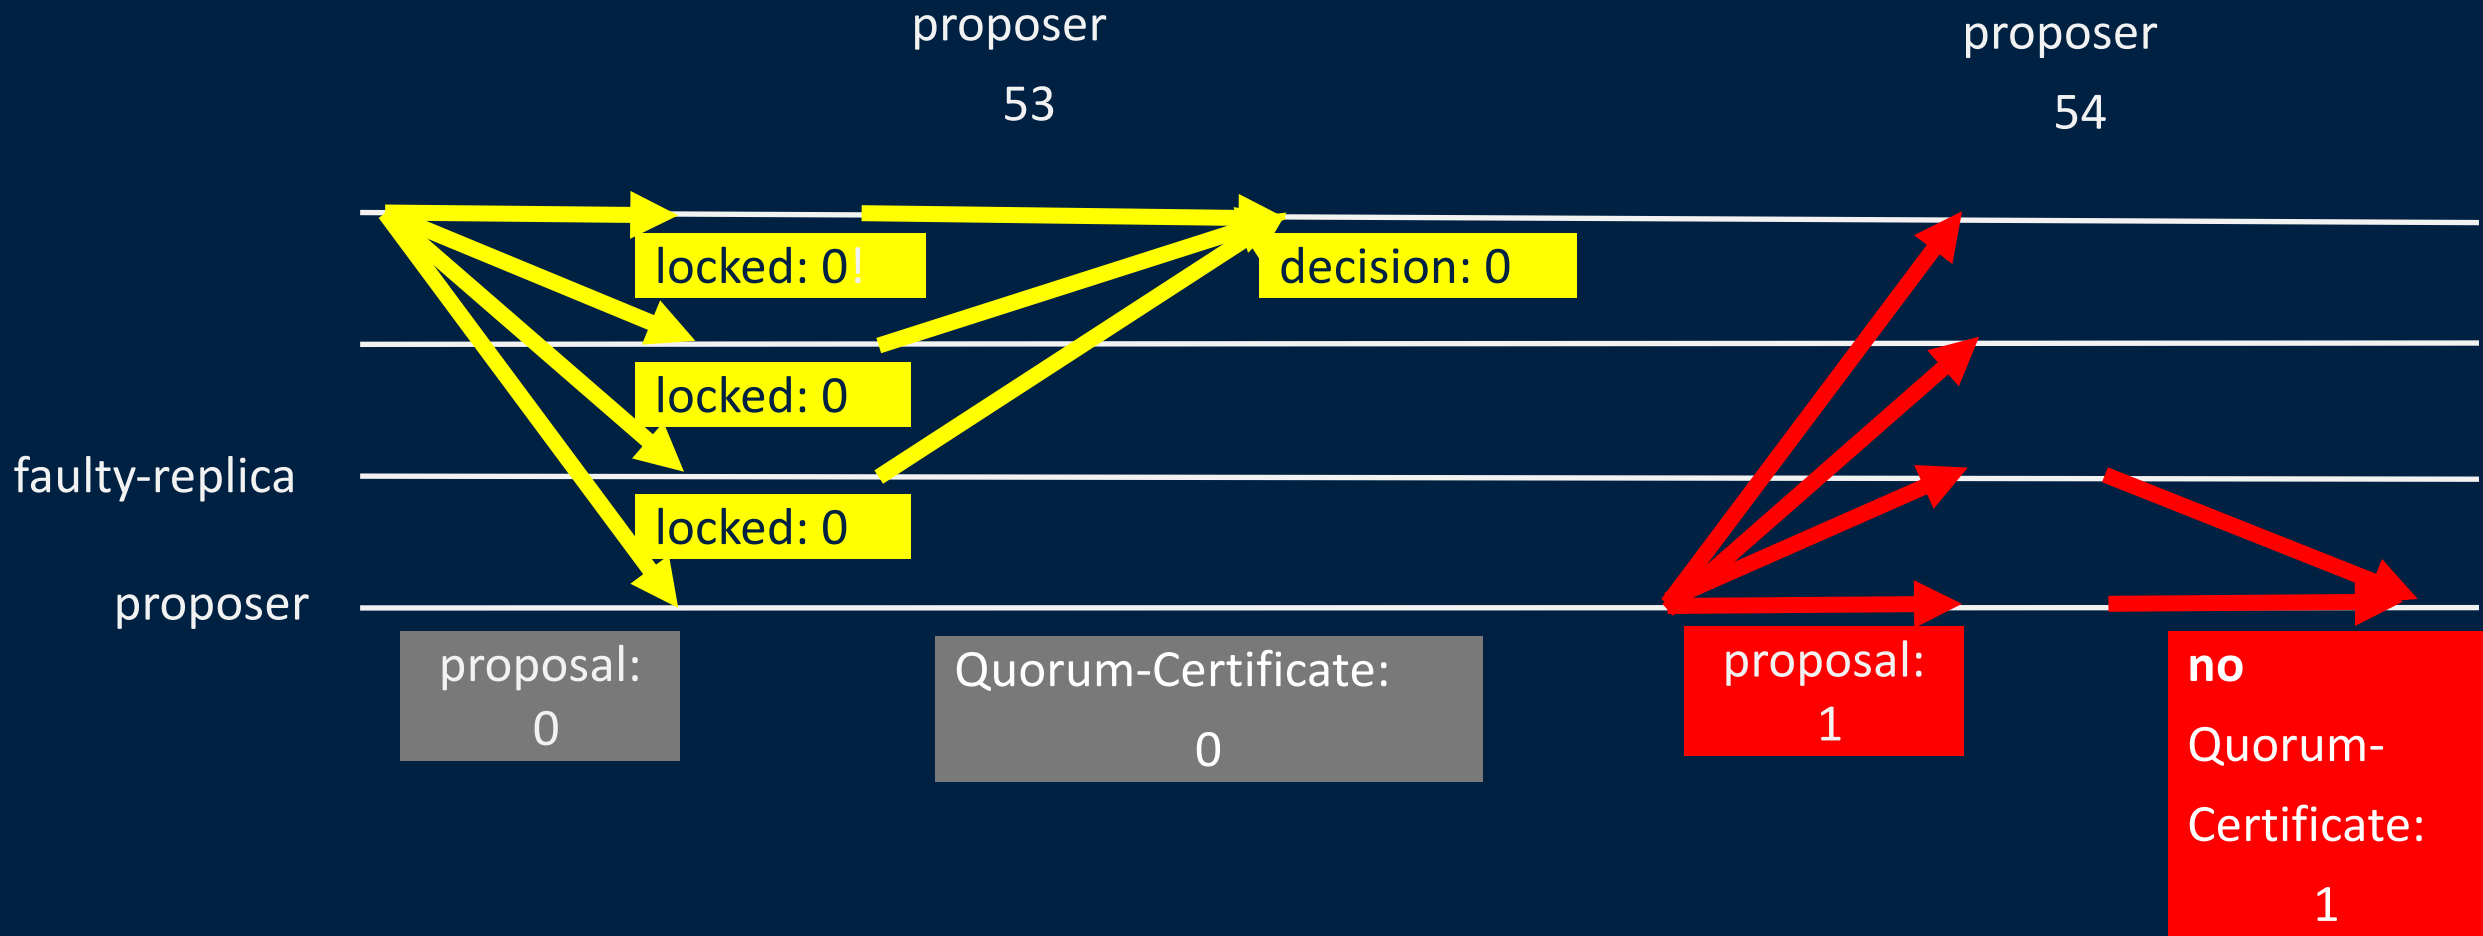 proposer
53
proposer
54
locked: 0!
decision: 0
locked: 0
faulty-replica
locked: 0
proposer
proposal:
0
Quorum-Certificate:
0
proposal:
1
no
Quorum-
Certificate:
1